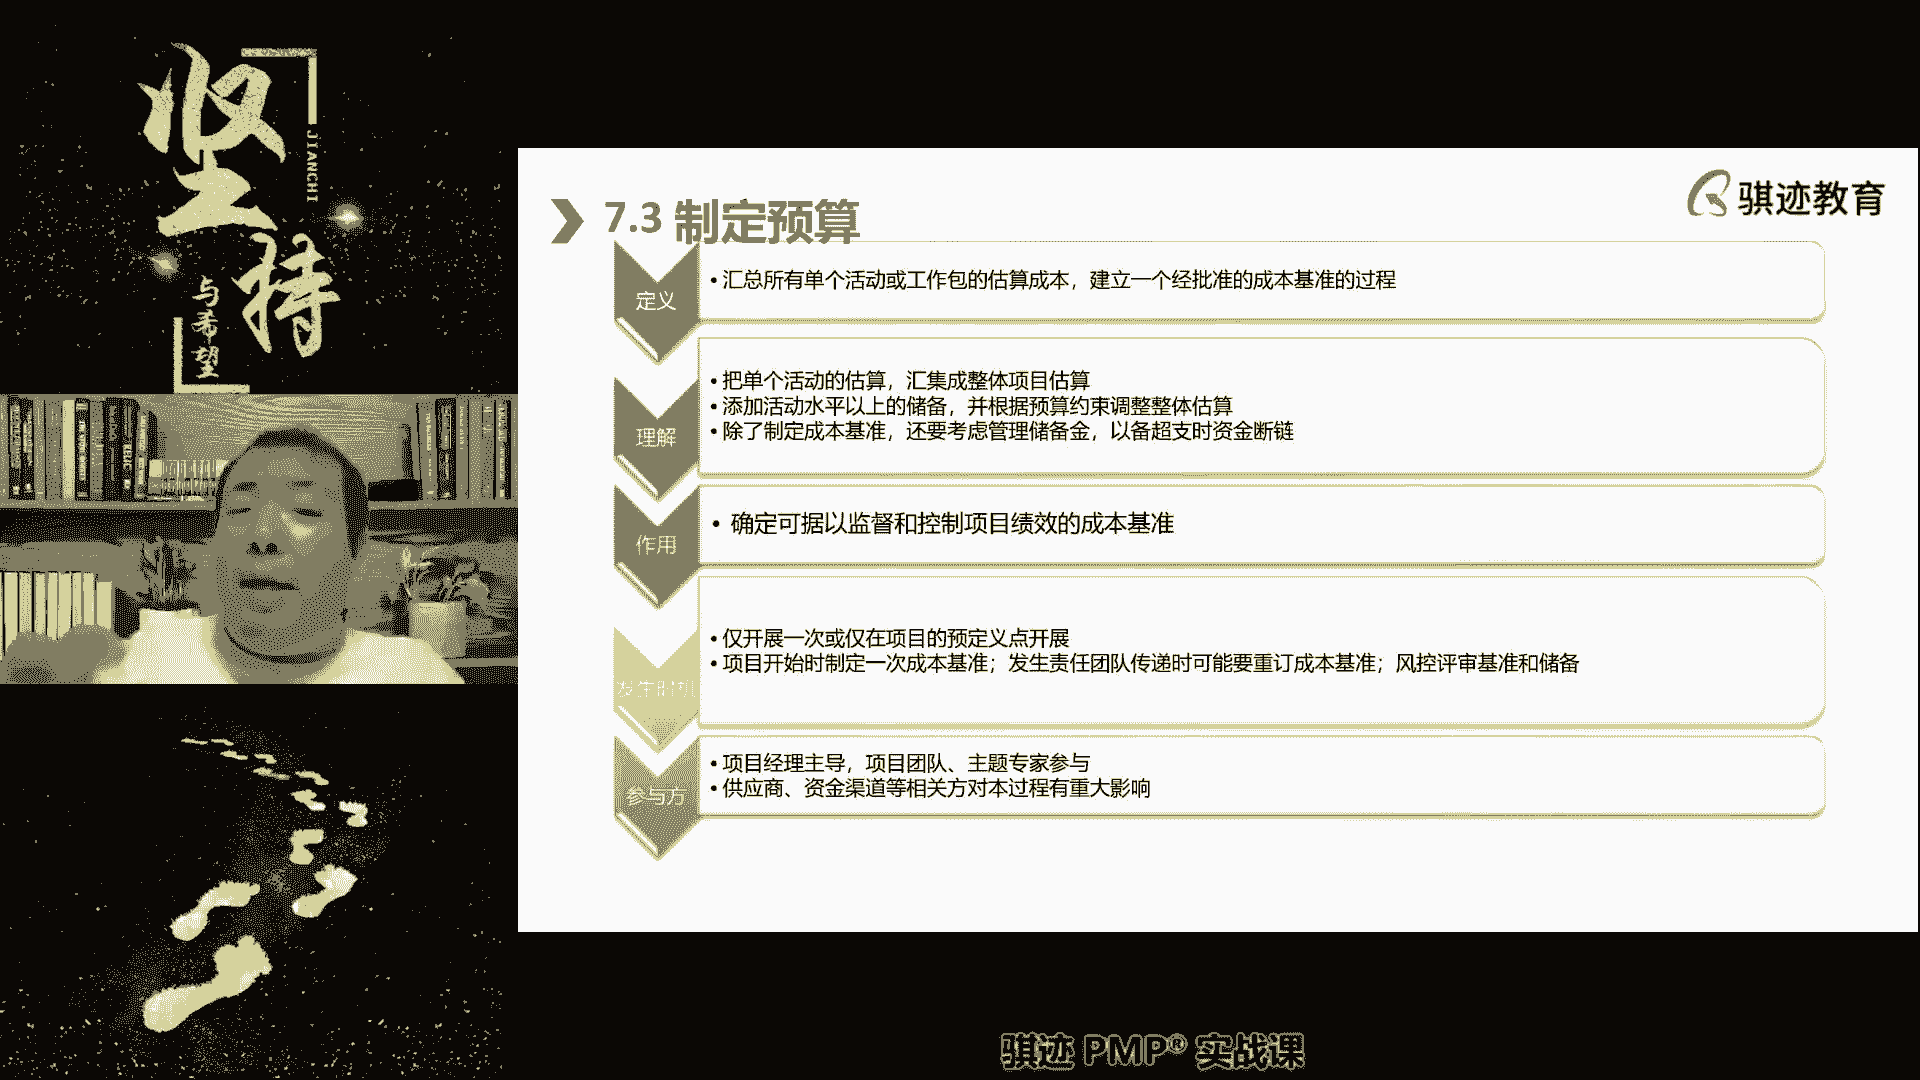 坚持
JIANCHI
与希望
骐迹教育
7.3 制定预算
定义
• 汇总所有单个活动或工作包的估算成本，建立一个经批准的成本基准的过程
理解
• 把单个活动的估算，汇集成整体项目估算
• 添加活动水平以上的储备，并根据预算约束调整整体估算
• 除了制定成本基准，还要考虑管理储备金，以备超支时资金断链
作用
• 确定可据以监督和控制项目绩效的成本基准
发生时机
• 仅开展一次或仅在项目的预定义点开展
• 项目开始时制定一次成本基准；发生责任团队传递时可能要重订成本基准；风控评审基准和储备
参与方
• 项目经理主导，项目团队、主题专家参与
• 供应商、资金渠道等相关方对本过程有重大影响
骐迹 PMP® 实战课